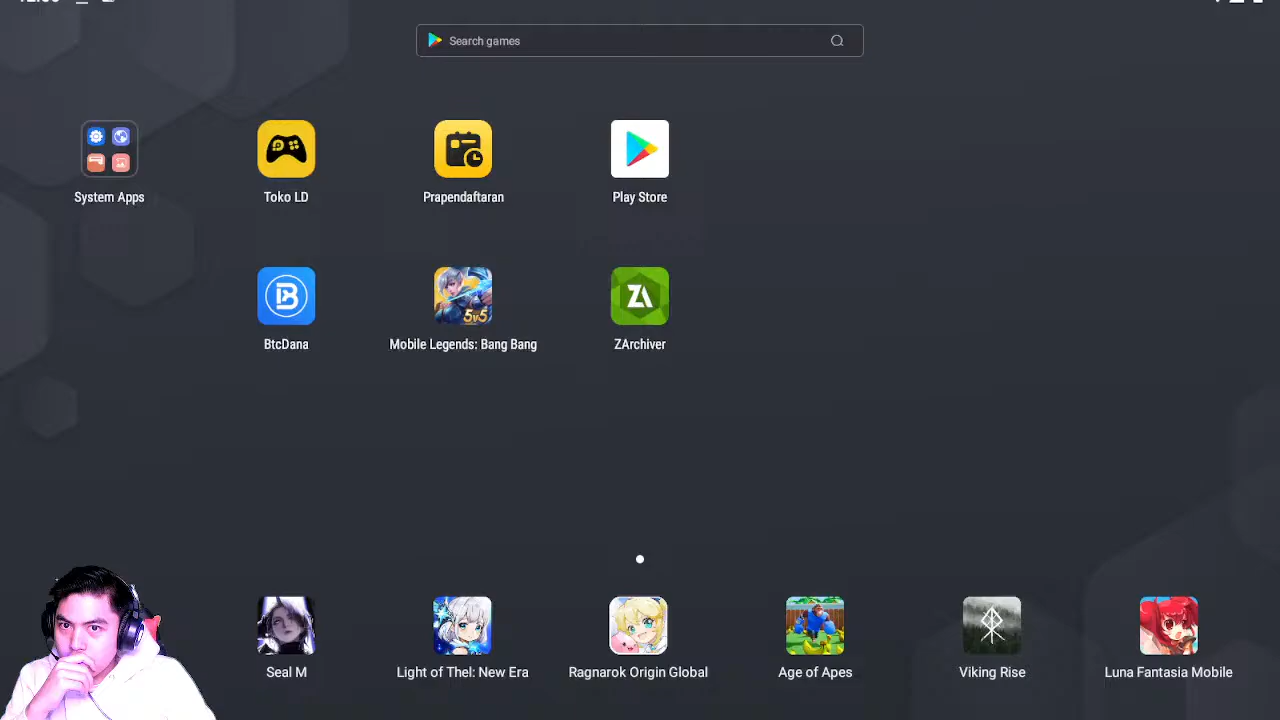 Search games
System Apps
Toko LD
Prapendaftaran
Play Store
BtcDana
Mobile Legends: Bang Bang
5v5
ZArchiver
ZA
Seal M
Light of Thel: New Era
Ragnarok Origin Global
Age of Apes
Viking Rise
Luna Fantasia Mobile